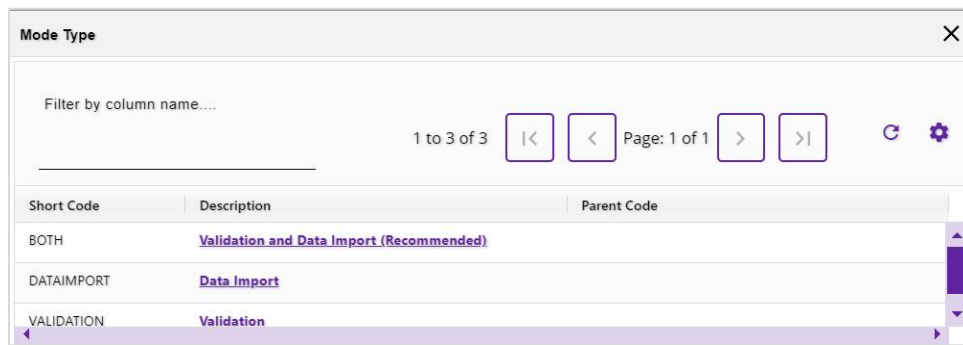 Mode Type
Filter by column name....
1 to 3 of 3 Page: 1 of 1
Short Code Description Parent Code
BOTH Validation and Data Import (Recommended)
DATAIMPORT Data Import
VALIDATION Validation